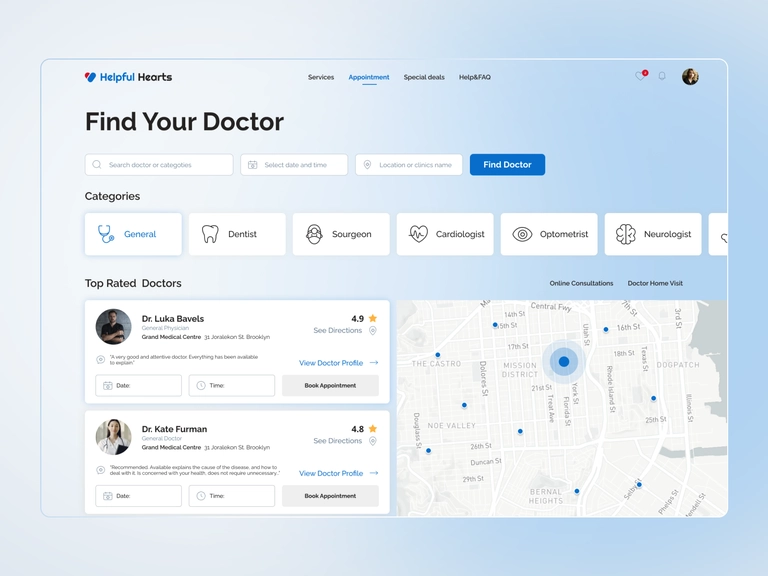 Helpful Hearts
Services Appointment Special deals Help&FAQ
Find Your Doctor
Search doctor or categoties
Select date and time
Location or clinics name
Find Doctor
Categories
General
Dentist
Sourgeon
Cardiologist
Optometrist
Neurologist
Top Rated Doctors
Online Consultations
Doctor Home Visit
Dr. Luka Bavels
4.9
General Physician
See Directions
Grand Medical Centre 31 Joralekon St. Brooklyn
"A very good and attentive doctor. Everything has been available
to explain"
View Doctor Profile
Date:
Time:
Book Appointment
Dr. Kate Furman
4.8
General Doctor
See Directions
Grand Medical Centre 31 Joralekon St. Brooklyn
"Recommended. Available explains the cause of the disease, and how to
deal with it, is concerned with your health, does not require unnecessary."
View Doctor Profile
Date:
Time:
Book Appointment
Central Fwy
14th St
15th St
16th St
17th St
18th St
Utah St
7th St
3rd St
THE CASTRO
MISSION
DISTRICT
DOGPATCH
Dolores St
21st St
Treat Ave
York St
Florida St
Rhode Island St
Texas St
Illinois St
Douglass St
NOE VALLEY
25th St
26th St
Duncan St
29th St
BERNAL
HEIGHTS
Phelps St